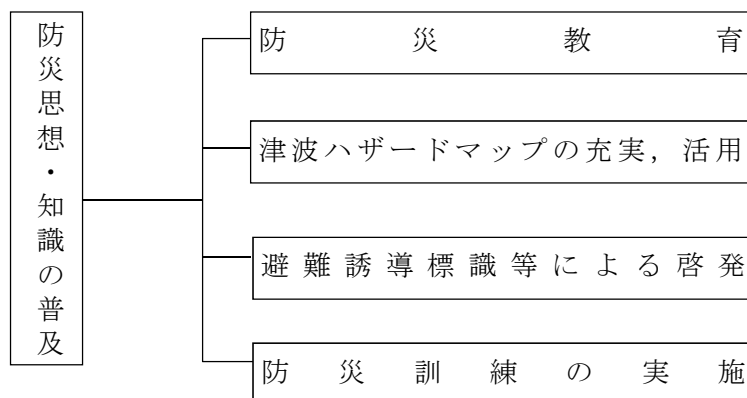 防災思想・知識の普及
防災教育
津波ハザードマップの充実，活用
避難誘導標識等による啓発
防災訓練の実施